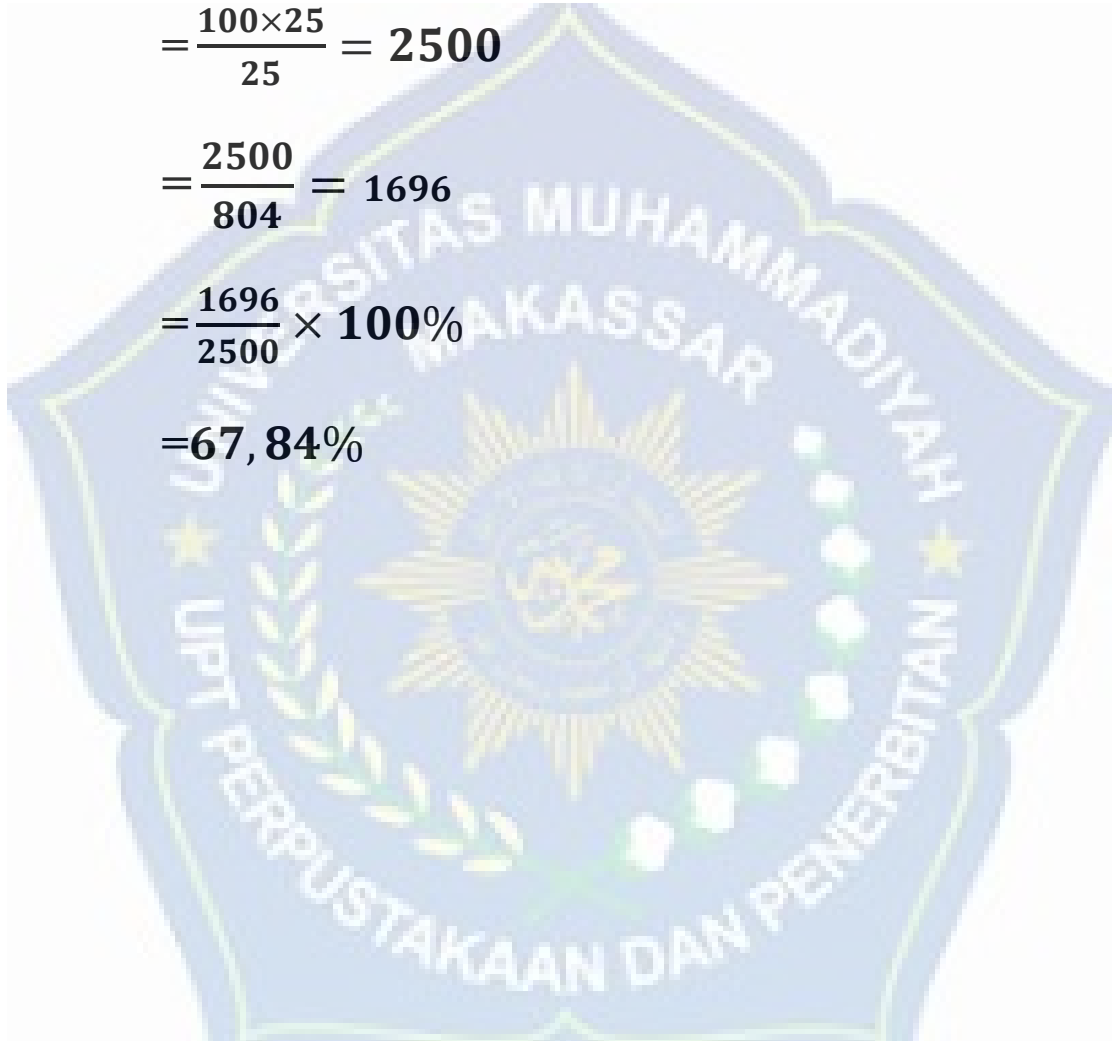 = 100×25 / 25 = 2500
= 2500 / 804 = 1696
= 1696 / 2500 × 100%
=67,84%
UNIVERSITAS MUHAMMADIYAH
MAKASSAR
UPT PERPUSTAKAAN DAN PENERBITAN